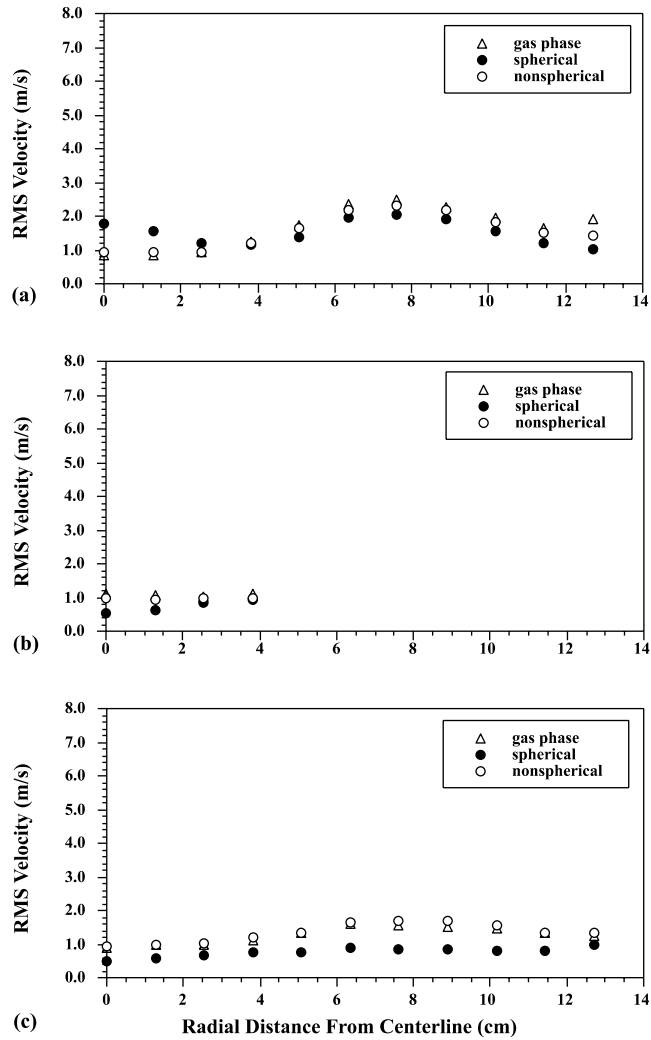 8.0
7.0
6.0
5.0
4.0
3.0
2.0
1.0
0.0
RMS Velocity (m/s)
gas phase
spherical
nonspherical
0 2 4 6 8 10 12 14
(a)
8.0
7.0
6.0
5.0
4.0
3.0
2.0
1.0
0.0
RMS Velocity (m/s)
gas phase
spherical
nonspherical
0 2 4 6 8 10 12 14
(b)
8.0
7.0
6.0
5.0
4.0
3.0
2.0
1.0
0.0
RMS Velocity (m/s)
gas phase
spherical
nonspherical
0 2 4 6 8 10 12 14
(c)
Radial Distance From Centerline (cm)